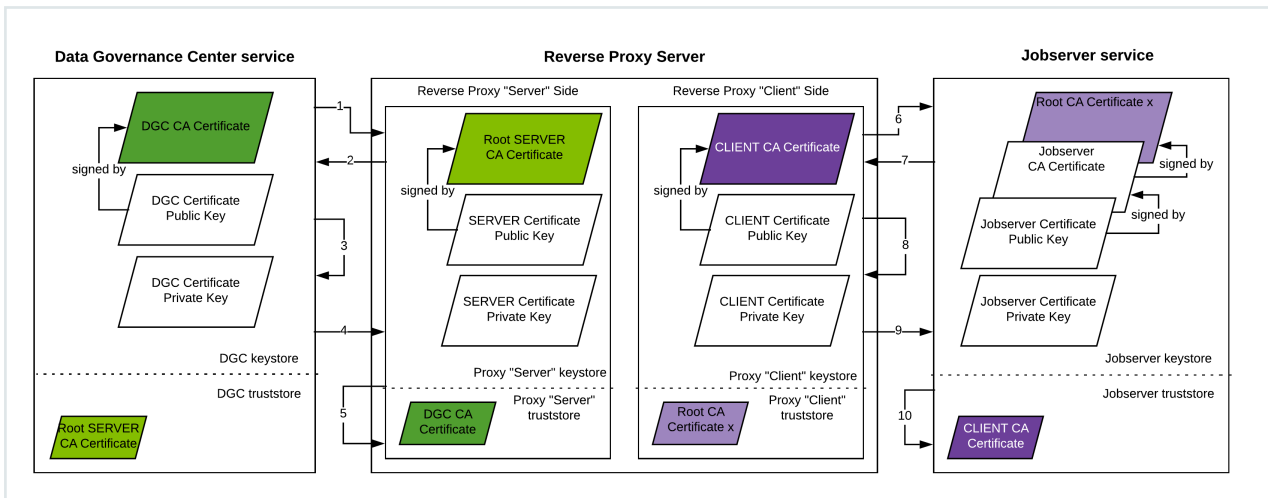 Data Governance Center service
DGC CA Certificate
signed by
DGC Certificate
Public Key
DGC Certificate
Private Key
DGC keystore
DGC truststore
Root SERVER
CA Certificate
1
2
3
4
5
Reverse Proxy Server
Reverse Proxy "Server" Side
Root SERVER
CA Certificate
signed by
SERVER Certificate
Public Key
SERVER Certificate
Private Key
Proxy "Server" keystore
Proxy "Server"
truststore
DGC CA
Certificate
Reverse Proxy "Client" Side
CLIENT CA Certificate
signed by
CLIENT Certificate
Public Key
CLIENT Certificate
Private Key
Proxy "Client" keystore
Proxy "Client"
truststore
Root CA
Certificate x
6
7
8
9
10
Jobserver service
Root CA Certificate x
Jobserver
CA Certificate
signed by
signed by
Jobserver Certificate
Public Key
Jobserver Certificate
Private Key
Jobserver keystore
Jobserver truststore
CLIENT CA
Certificate